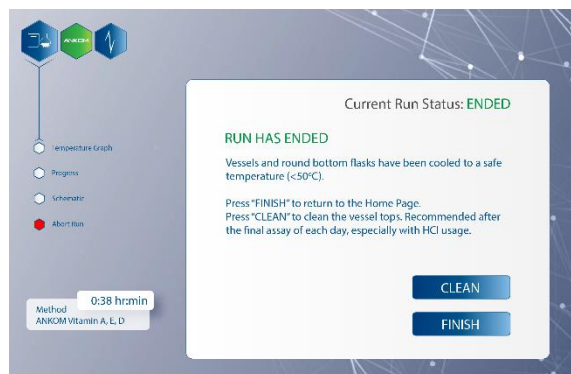 ANKOM
Current Run Status: ENDED
RUN HAS ENDED
Vessels and round bottom flasks have been cooled to a safe
temperature (<50°C).
Press "FINISH" to return to the Home Page.
Press "CLEAN" to clean the vessel tops. Recommended after
the final assay of each day, especially with HCl usage.
Temperature Graph
Progress
Schematic
Abort Run
0:38 hr:min
Method
ANKOM Vitamin A, E, D
CLEAN
FINISH